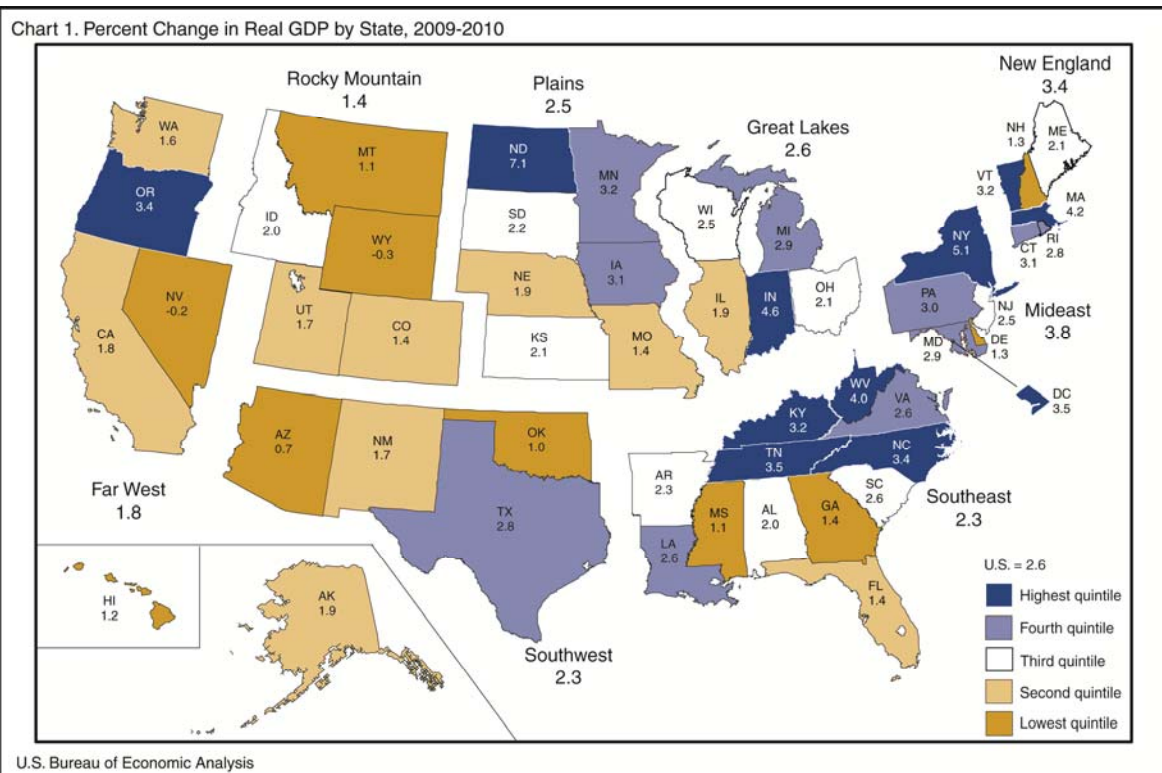 Chart 1. Percent Change in Real GDP by State, 2009-2010
Rocky Mountain
1.4
Plains
2.5
Great Lakes
2.6
New England
3.4
WA
1.6
OR
3.4
CA
1.8
NV
-0.2
ID
2.0
MT
1.1
WY
-0.3
UT
1.7
CO
1.4
ND
7.1
SD
2.2
NE
1.9
KS
2.1
MN
3.2
IA
3.1
MO
1.4
WI
2.5
MI
2.9
IL
1.9
IN
4.6
OH
2.1
NH
1.3
ME
2.1
VT
3.2
MA
4.2
NY
5.1
RI
2.8
CT
3.1
PA
3.0
NJ
2.5
Mideast
3.8
MD
2.9
DE
1.3
DC
3.5
WV
4.0
VA
2.6
KY
3.2
NC
3.4
TN
3.5
AZ
0.7
NM
1.7
OK
1.0
TX
2.8
AR
2.3
LA
2.6
MS
1.1
AL
2.0
GA
1.4
SC
2.6
FL
1.4
Far West
1.8
Southeast
2.3
HI
1.2
AK
1.9
Southwest
2.3
U.S. = 2.6
Highest quintile
Fourth quintile
Third quintile
Second quintile
Lowest quintile
U.S. Bureau of Economic Analysis